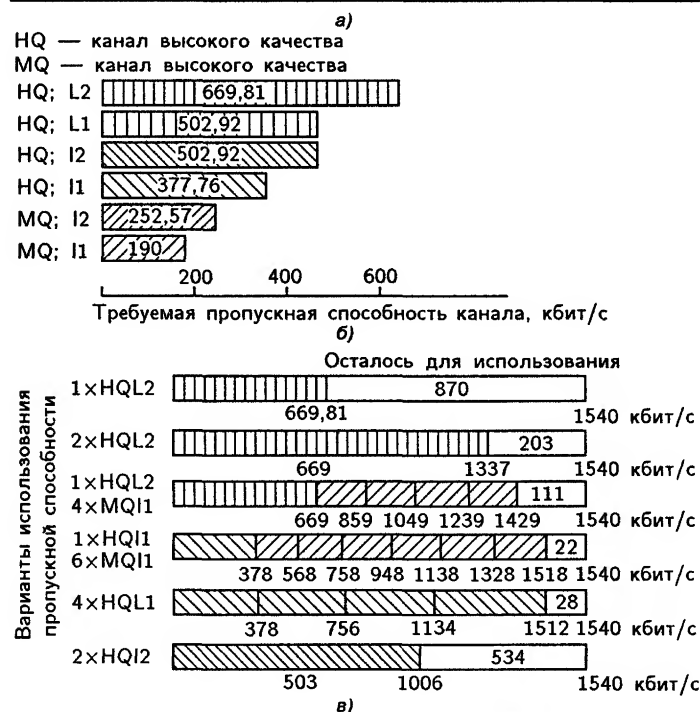 а)
HQ — канал высокого качества
MQ — канал высокого качества
HQ; L2 669,81
HQ; L1 502,92
HQ; I2 502,92
HQ; I1 377,76
MQ; I2 252,57
MQ; I1 190
200 400 600
Требуемая пропускная способность канала, кбит/с
б)
Варианты использования
пропускной способности
Осталось для использования
1×HQL2 870
669,81 1540 кбит/с
2×HQL2 203
669 1337 1540 кбит/с
1×HQL2
4×MQI1 111
669 859 1049 1239 1429 1540 кбит/с
1×HQI1
6×MQI1 22
378 568 758 948 1138 1328 1518 1540 кбит/с
4×HQL1 28
378 756 1134 1512 1540 кбит/с
2×HQI2 534
503 1006 1540 кбит/с
в)